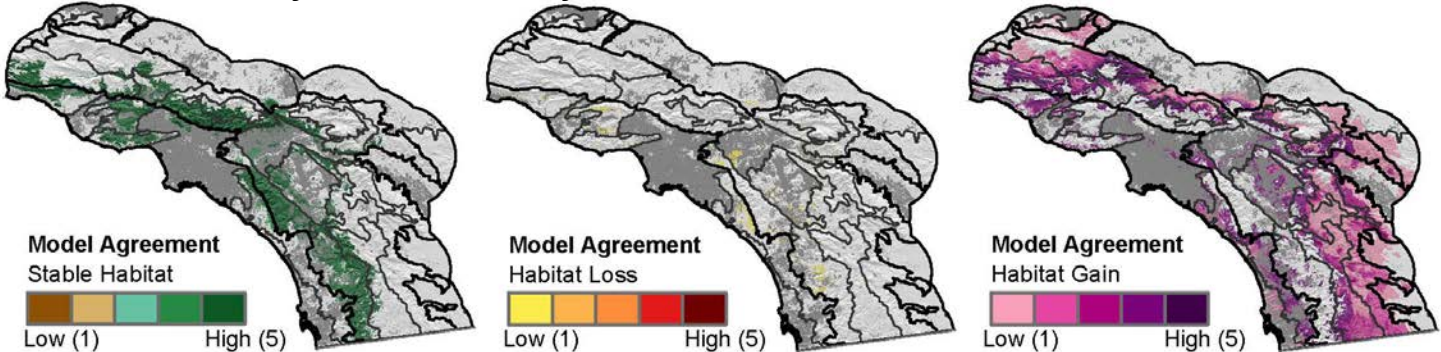 Model Agreement
Stable Habitat
Low (1) High (5)
Model Agreement
Habitat Loss
Low (1) High (5)
Model Agreement
Habitat Gain
Low (1) High (5)